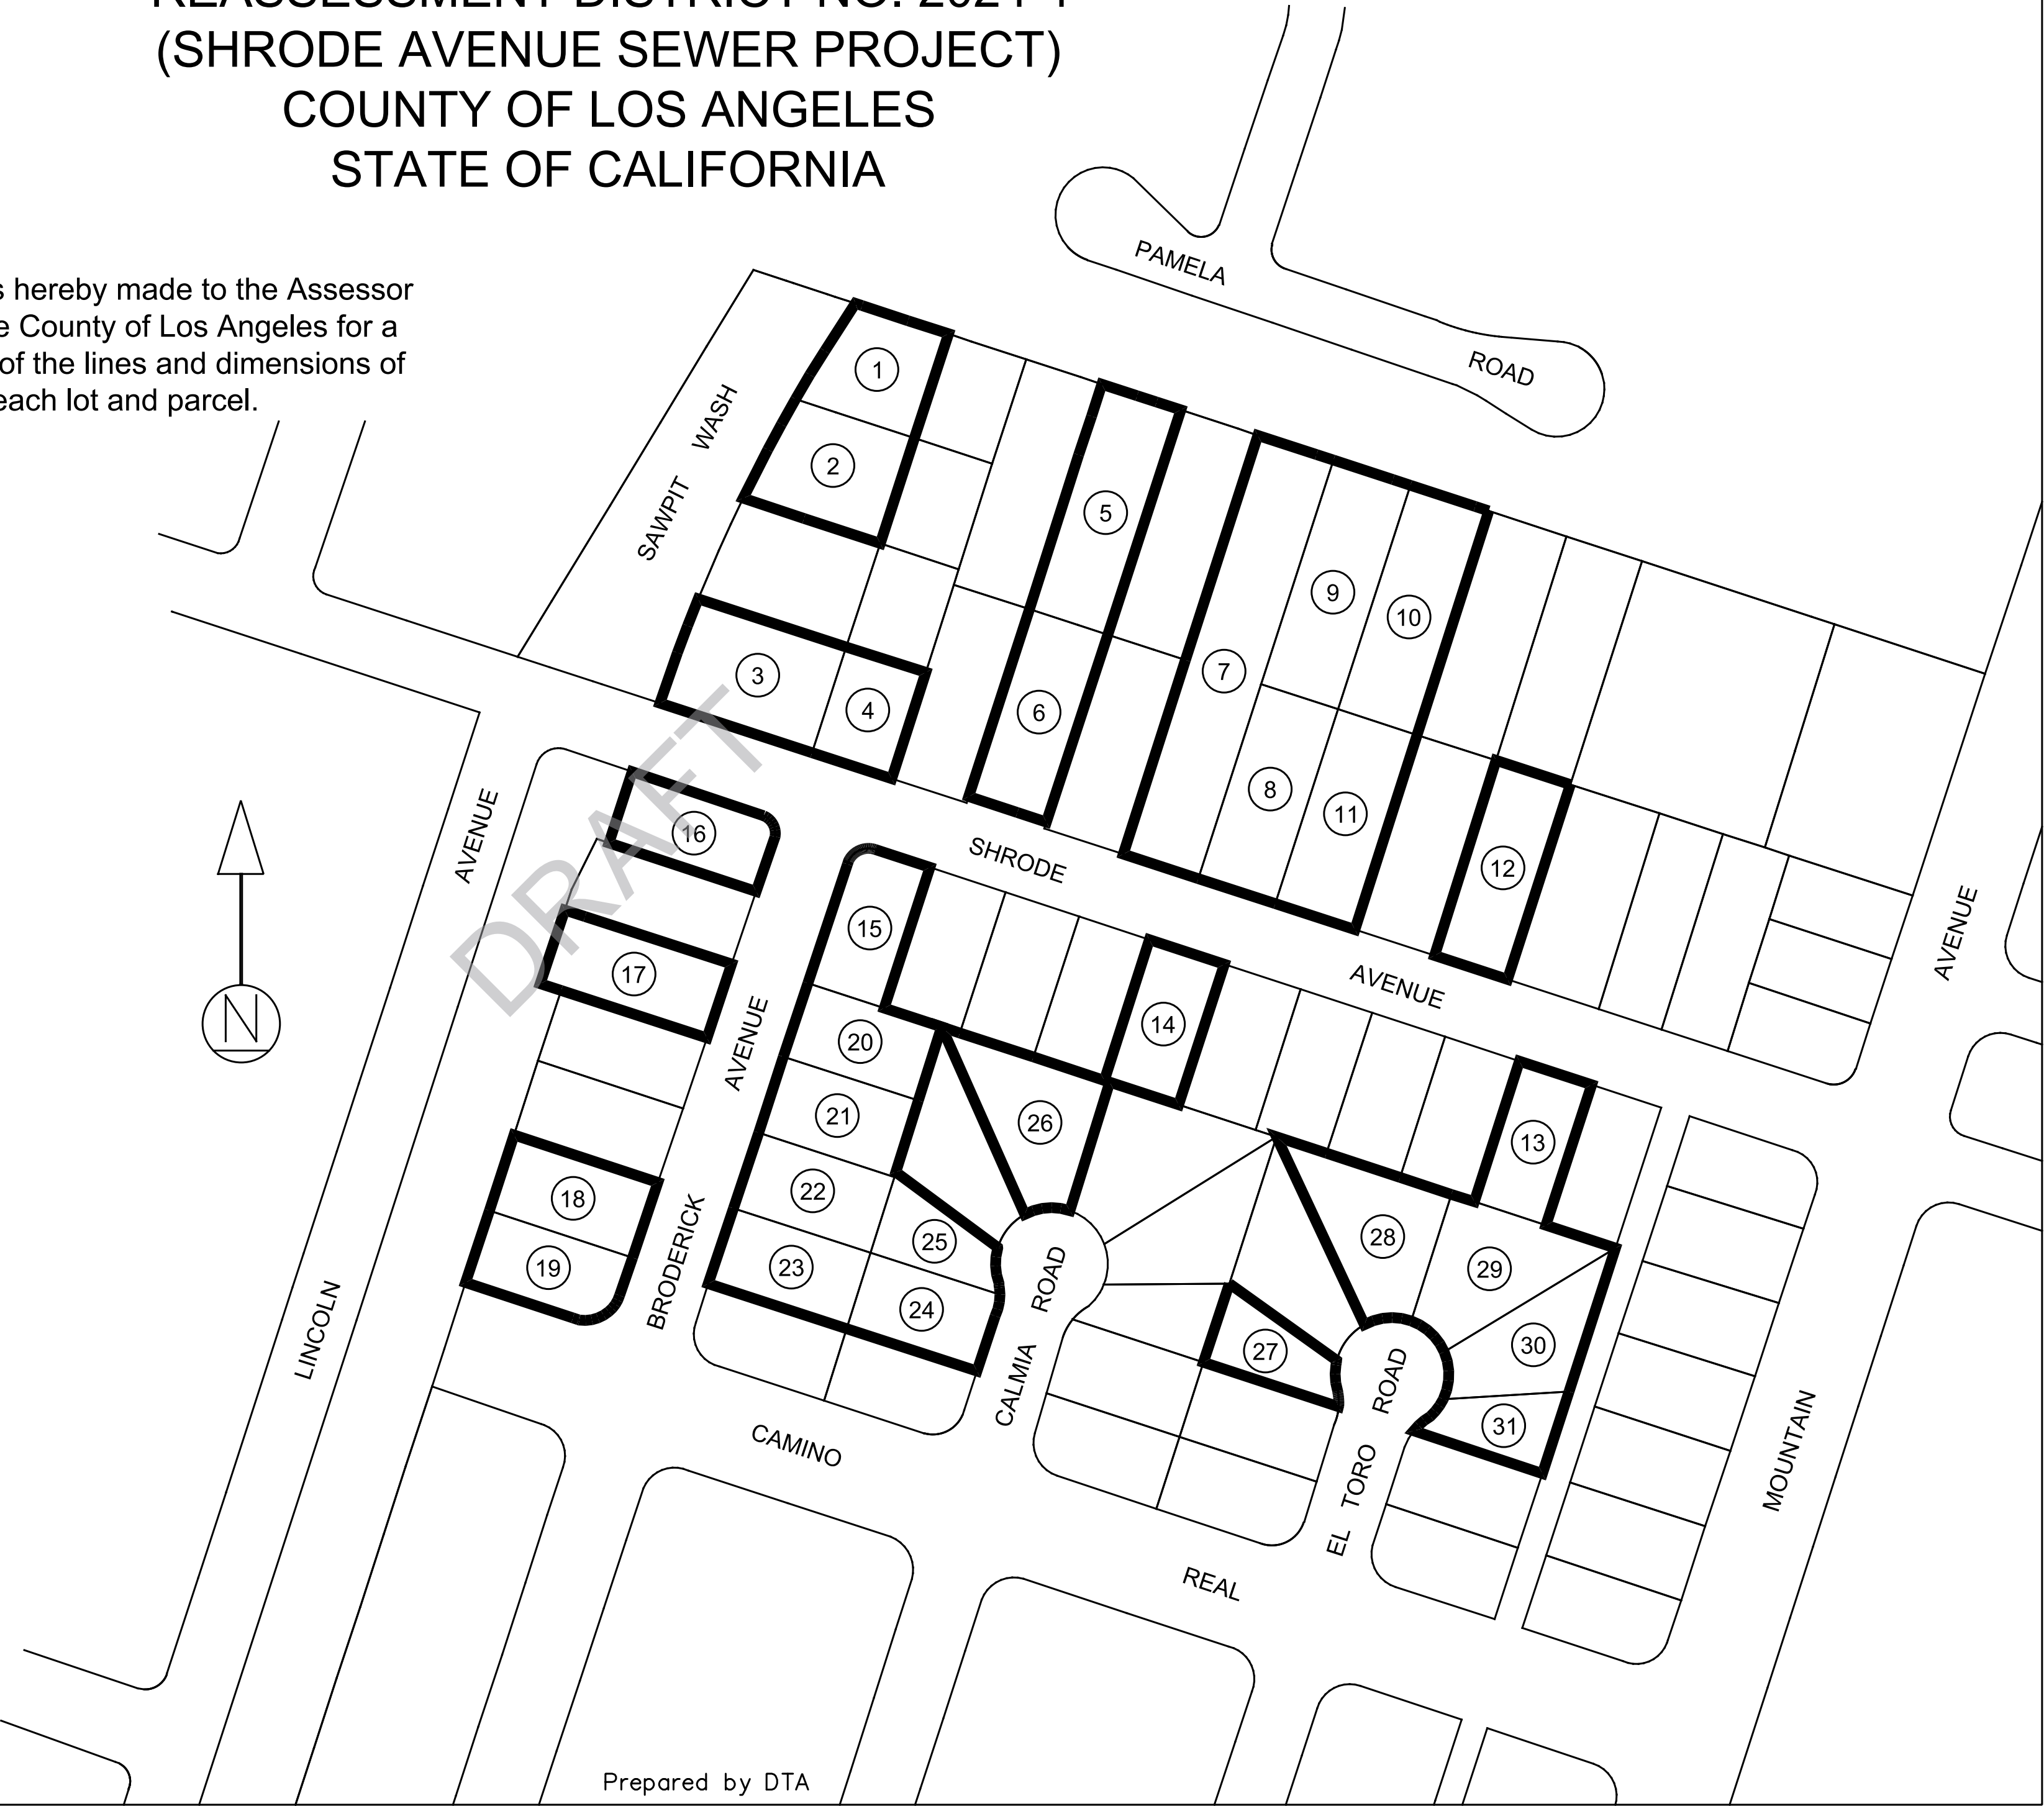 (SHRODE AVENUE SEWER PROJECT)
COUNTY OF LOS ANGELES
STATE OF CALIFORNIA
hereby made to the Assessor
County of Los Angeles for a
of the lines and dimensions of
each lot and parcel.
PAMELA
ROAD
SAWPIT WASH
1
2
3
4
5
6
7
8
9
10
11
12
SHRODE
AVENUE
13
14
15
16
17
18
19
20
21
22
23
24
25
26
27
28
29
30
31
LINCOLN
AVENUE
BRODERICK
AVENUE
CALMIA ROAD
EL TORO ROAD
MOUNTAIN
AVENUE
CAMINO
REAL
N
DRAFT
Prepared by DTA